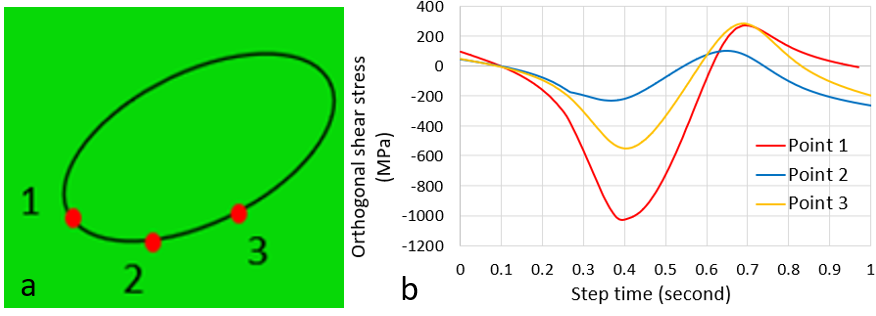 1
2
3
a
Orthogonal shear stress
(MPa)
400
200
0
-200
-400
-600
-800
-1000
-1200
Point 1
Point 2
Point 3
0 0.1 0.2 0.3 0.4 0.5 0.6 0.7 0.8 0.9 1
Step time (second)
b